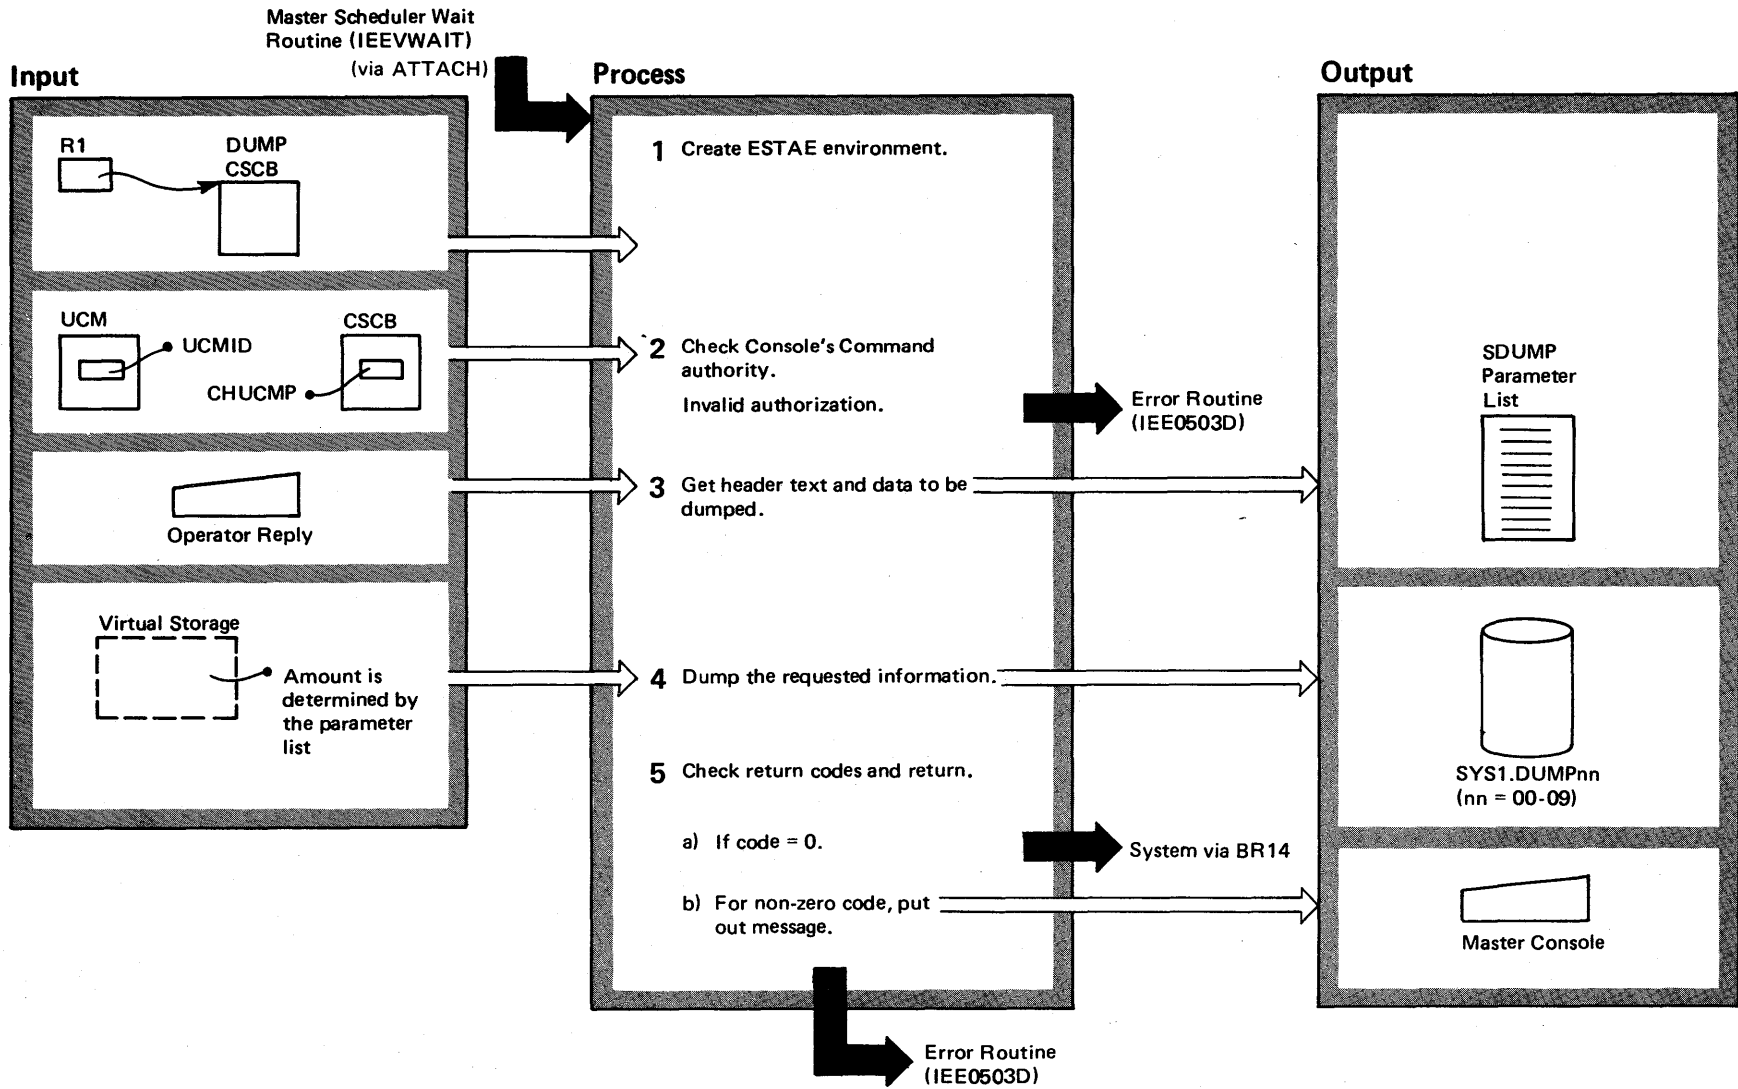 Master Scheduler Wait
Routine (IEEVWAIT)
(via ATTACH)
Input
R1
DUMP
CSCB
UCM
UCMID
CSCB
CHUCMP
Operator Reply
Virtual Storage
Amount is
determined by
the parameter
list
Process
1 Create ESTAE environment.
2 Check Console's Command
authority.
Invalid authorization.
Error Routine
(IEE0503D)
3 Get header text and data to be
dumped.
4 Dump the requested information.
5 Check return codes and return.
a) If code = 0.
System via BR14
b) For non-zero code, put
out message.
Error Routine
(IEE0503D)
Output
SDUMP
Parameter
List
SYS1.DUMPnn
(nn = 00-09)
Master Console